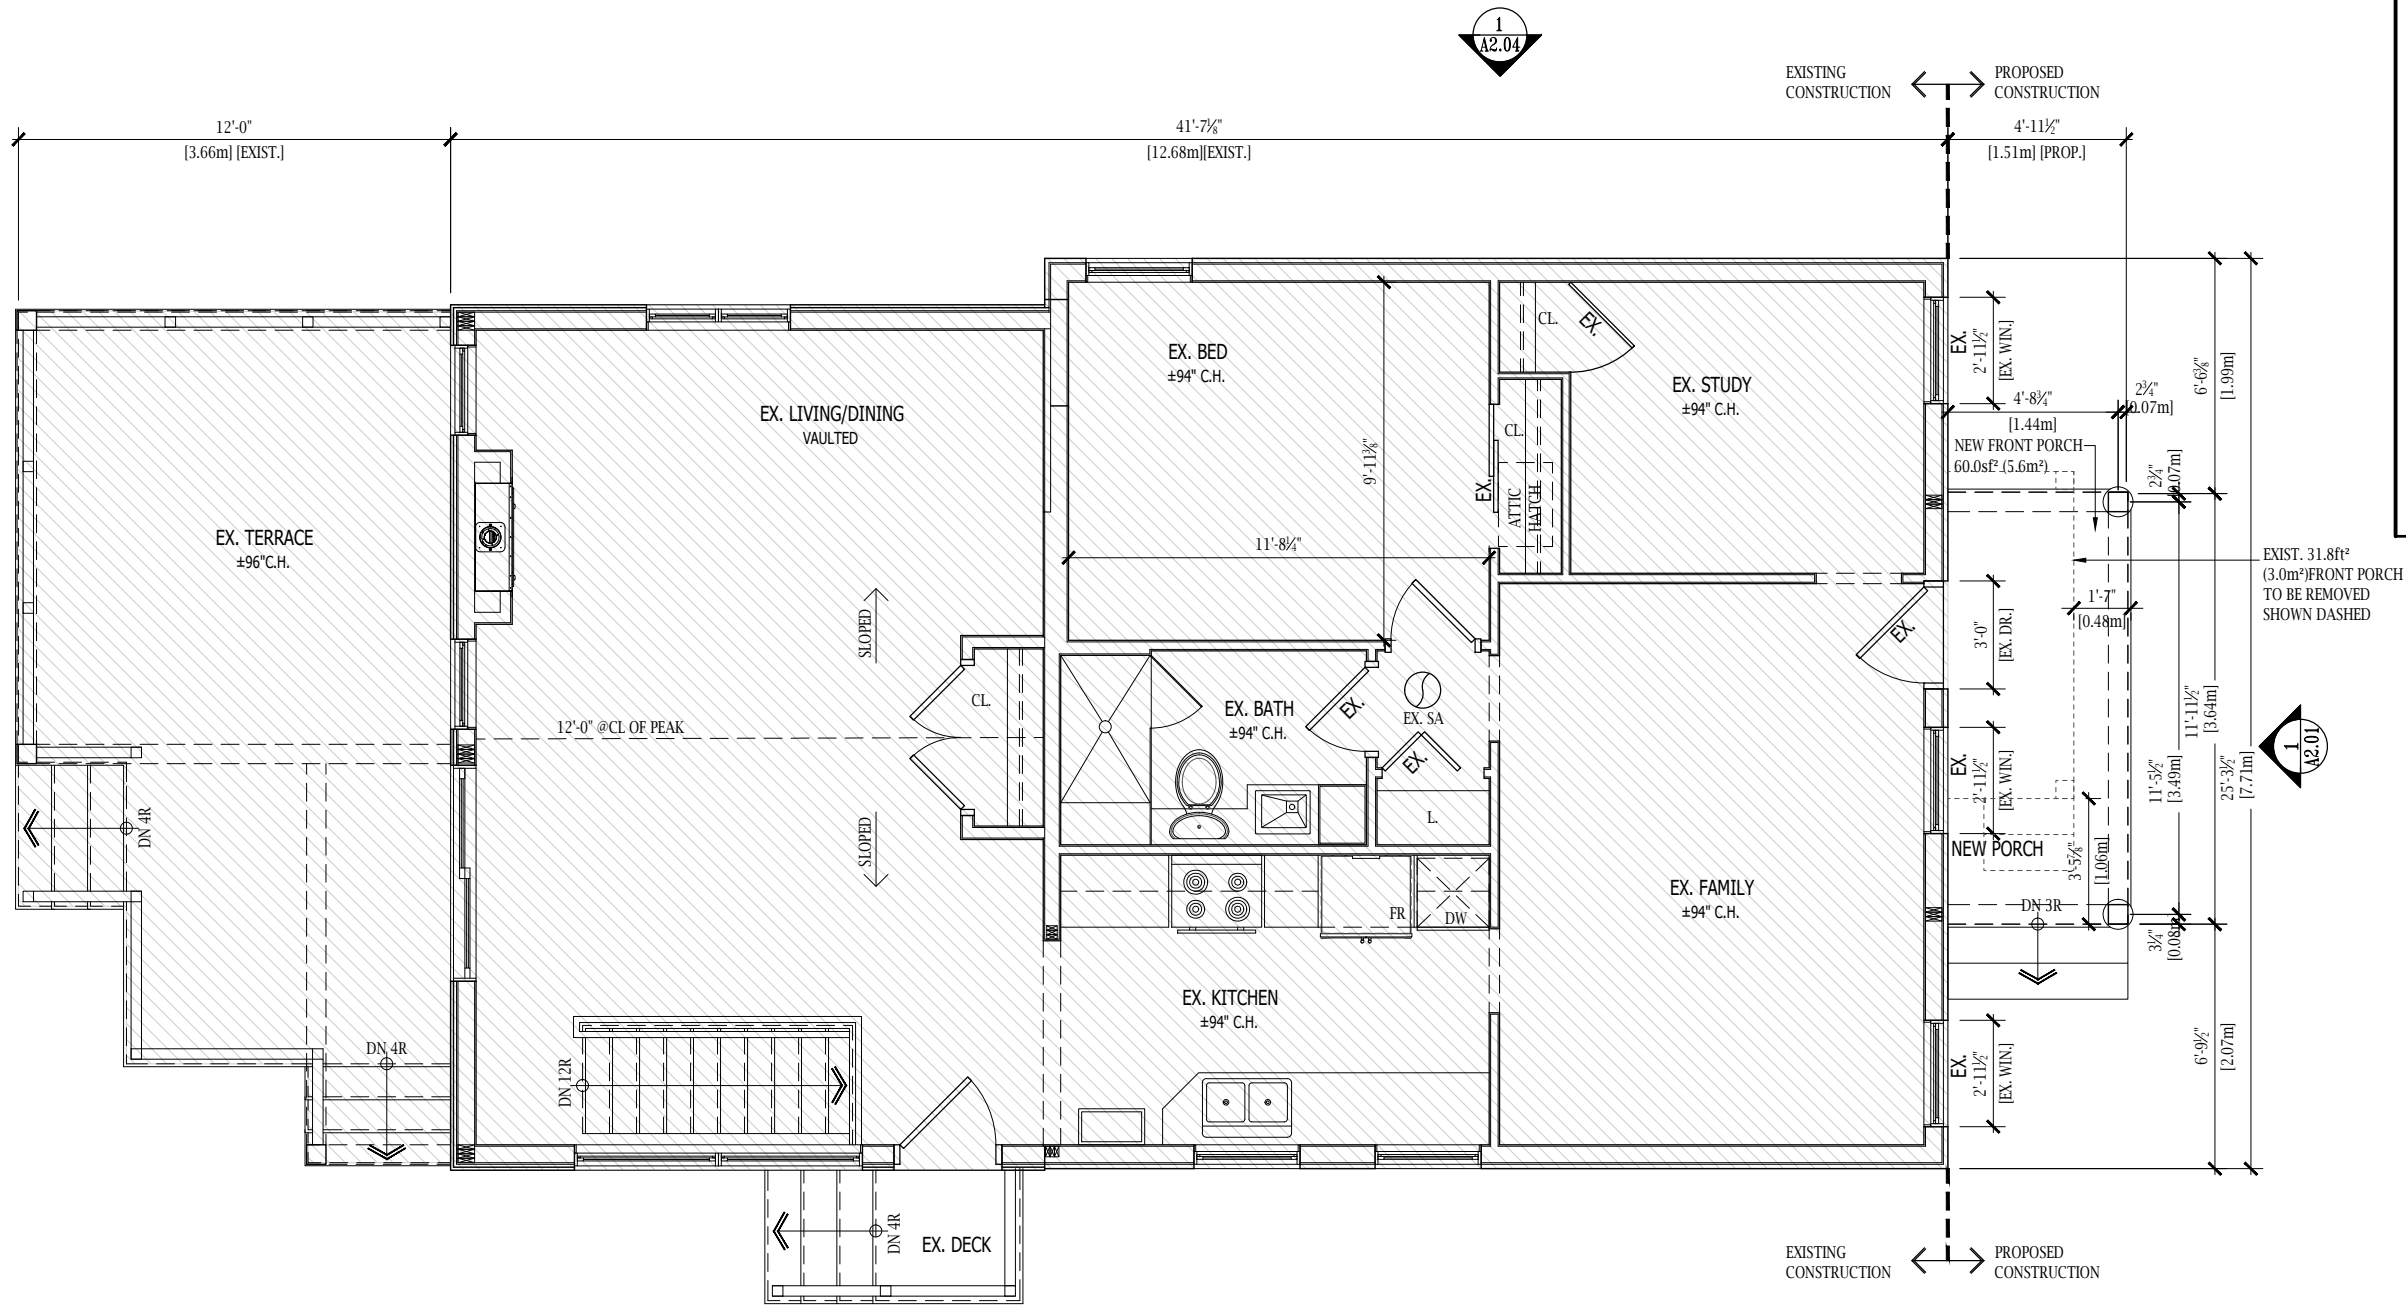 1
A2.04
EXISTING
CONSTRUCTION
PROPOSED
CONSTRUCTION
12'-0"
[3.66m] [EXIST.]
41'-7⅛"
[12.68m][EXIST.]
4'-11½"
[1.51m] [PROP.]
EX. BED
±94" C.H.
CL.
EX.
EX. STUDY
±94" C.H.
EX.
2'-11½"
[EX. WIN.]
6'-6⅜"
[1.99m]
4'-8¾"
[1.44m]
2¾"
[0.07m]
EX. LIVING/DINING
VAULTED
CL.
9'-11⅜"
EX.
ATTIC
HATCH
NEW FRONT PORCH
60.0sf² (5.6m²)
2¾"
[0.07m]
EX. TERRACE
±96"C.H.
11'-8¼"
EXIST. 31.8ft²
(3.0m²)FRONT PORCH
TO BE REMOVED
SHOWN DASHED
1'-7"
[0.48m]
SLOPED
EX.
3'-0"
[EX. DR.]
CL.
EX. BATH
±94" C.H.
EX.
EX. SA
EX.
12'-0" @CL OF PEAK
11'-11½"
[3.64m]
11'-5½"
[3.49m]
25'-3½"
[7.71m]
1
A2.01
EX.
2'-11½"
[EX. WIN.]
DN 4R
SLOPED
L.
NEW PORCH
3'-5⅞"
[1.06m]
EX. FAMILY
±94" C.H.
FR
DW
DN 3R
3¼"
[0.08m]
EX. KITCHEN
±94" C.H.
DN 4R
DN 12R
EX.
2'-11½"
[EX. WIN.]
6'-9½"
[2.07m]
DN 4R
EX. DECK
EXISTING
CONSTRUCTION
PROPOSED
CONSTRUCTION